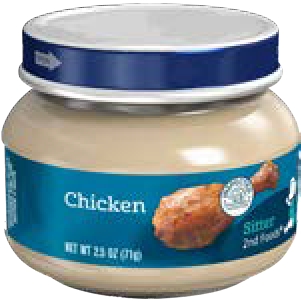 Chicken
Sitter
2nd Foods®
NET WT 2.5 OZ (71g)